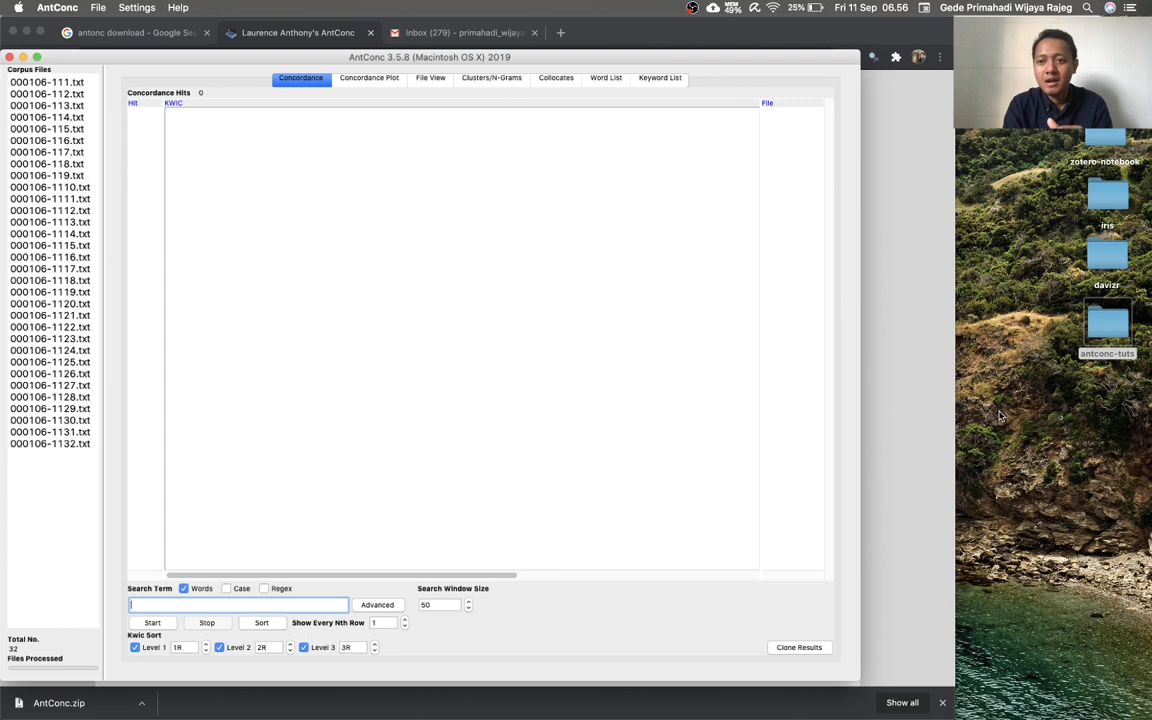 AntConc File Settings Help
MEM 49%
25%
Fri 11 Sep 06.56
Gede Primahadi Wijaya Rajeg
antonc download - Google Sea
Laurence Anthony's AntConc
Inbox (279) - primahadi_wijaya
AntConc 3.5.8 (Macintosh OS X) 2019
Corpus Files
000106-111.txt
000106-112.txt
000106-113.txt
000106-114.txt
000106-115.txt
000106-116.txt
000106-117.txt
000106-118.txt
000106-119.txt
000106-1110.txt
000106-1111.txt
000106-1112.txt
000106-1113.txt
000106-1114.txt
000106-1115.txt
000106-1116.txt
000106-1117.txt
000106-1118.txt
000106-1119.txt
000106-1120.txt
000106-1121.txt
000106-1122.txt
000106-1123.txt
000106-1124.txt
000106-1125.txt
000106-1126.txt
000106-1127.txt
000106-1128.txt
000106-1129.txt
000106-1130.txt
000106-1131.txt
000106-1132.txt
Total No.
32
Files Processed
Concordance Concordance Plot File View Clusters/N-Grams Collocates Word List Keyword List
Concordance Hits 0
Hit KWIC File
Search Term Words Case Regex Search Window Size
Advanced 50
Start Stop Sort Show Every Nth Row 1
Kwic Sort
Level 1 1R Level 2 2R Level 3 3R Clone Results
zotero-notebook
iris
davizr
antconc-tuts
AntConc.zip
Show all